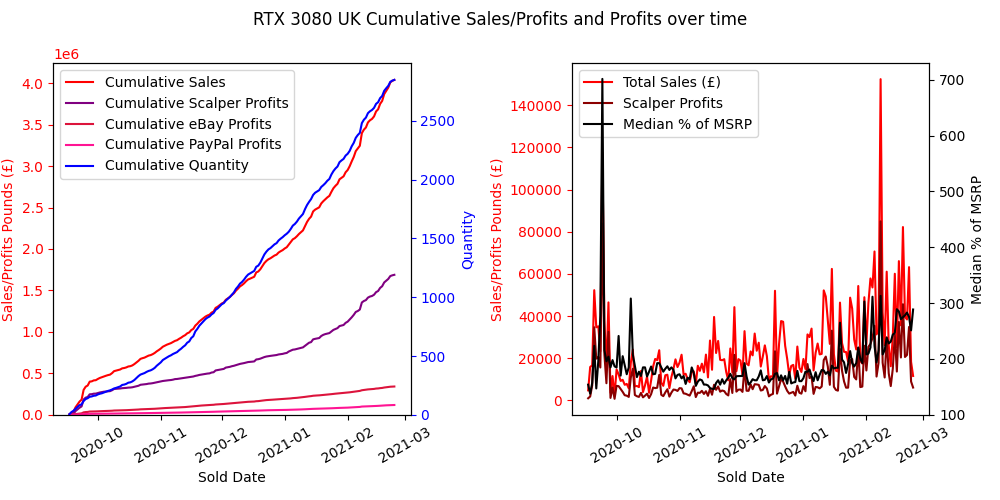 RTX 3080 UK Cumulative Sales/Profits and Profits over time
1e6
4.0
3.5
3.0
2.5
2.0
1.5
1.0
0.5
0.0
Sales/Profits Pounds (£)
Cumulative Sales
Cumulative Scalper Profits
Cumulative eBay Profits
Cumulative PayPal Profits
Cumulative Quantity
2500
2000
1500
1000
500
0
Quantity
2020-10
2020-11
2020-12
2021-01
2021-02
2021-03
Sold Date
140000
120000
100000
80000
60000
40000
20000
0
Sales/Profits Pounds (£)
Total Sales (£)
Scalper Profits
Median % of MSRP
700
600
500
400
300
200
100
Median % of MSRP
2020-10
2020-11
2020-12
2021-01
2021-02
2021-03
Sold Date